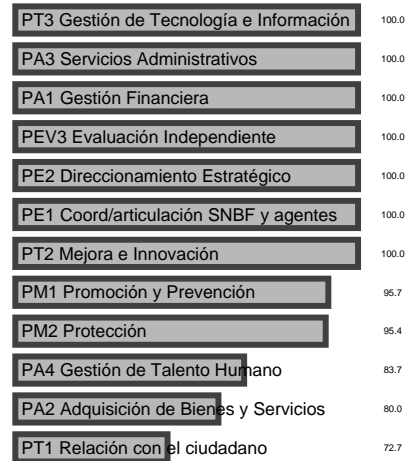 PT3 Gestión de Tecnología e Información 100.0
PA3 Servicios Administrativos 100.0
PA1 Gestión Financiera 100.0
PEV3 Evaluación Independiente 100.0
PE2 Direccionamiento Estratégico 100.0
PE1 Coord/articulación SNBF y agentes 100.0
PT2 Mejora e Innovación 100.0
PM1 Promoción y Prevención 95.7
PM2 Protección 95.4
PA4 Gestión de Talento Humano 83.7
PA2 Adquisición de Bienes y Servicios 80.0
PT1 Relación con el ciudadano 72.7